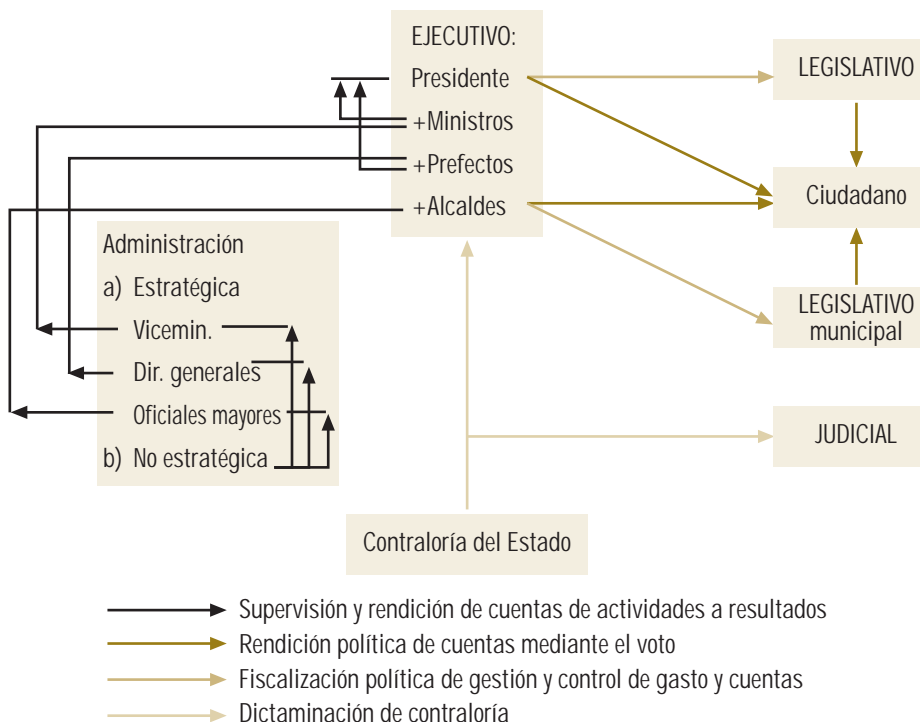 EJECUTIVO:
Presidente
+Ministros
+Prefectos
+Alcaldes
LEGISLATIVO
Ciudadano
LEGISLATIVO
municipal
JUDICIAL
Administración
a) Estratégica
Vicemin.
Dir. generales
Oficiales mayores
b) No estratégica
Contraloría del Estado
Supervisión y rendición de cuentas de actividades a resultados
Rendición política de cuentas mediante el voto
Fiscalización política de gestión y control de gasto y cuentas
Dictaminación de contraloría